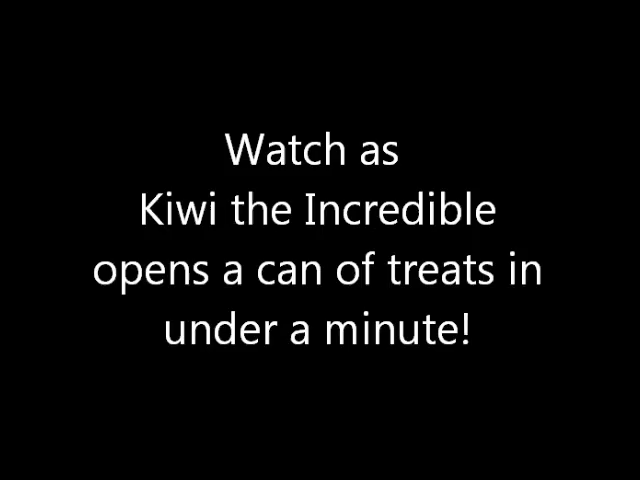 Watch as
Kiwi the Incredible
opens a can of treats in
under a minute!